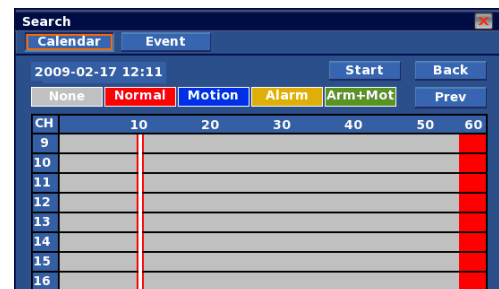 Search
Calendar Event
2009-02-17 12:11 Start Back
None Normal Motion Alarm Arm+Mot Prev
CH 10 20 30 40 50 60
9
10
11
12
13
14
15
16